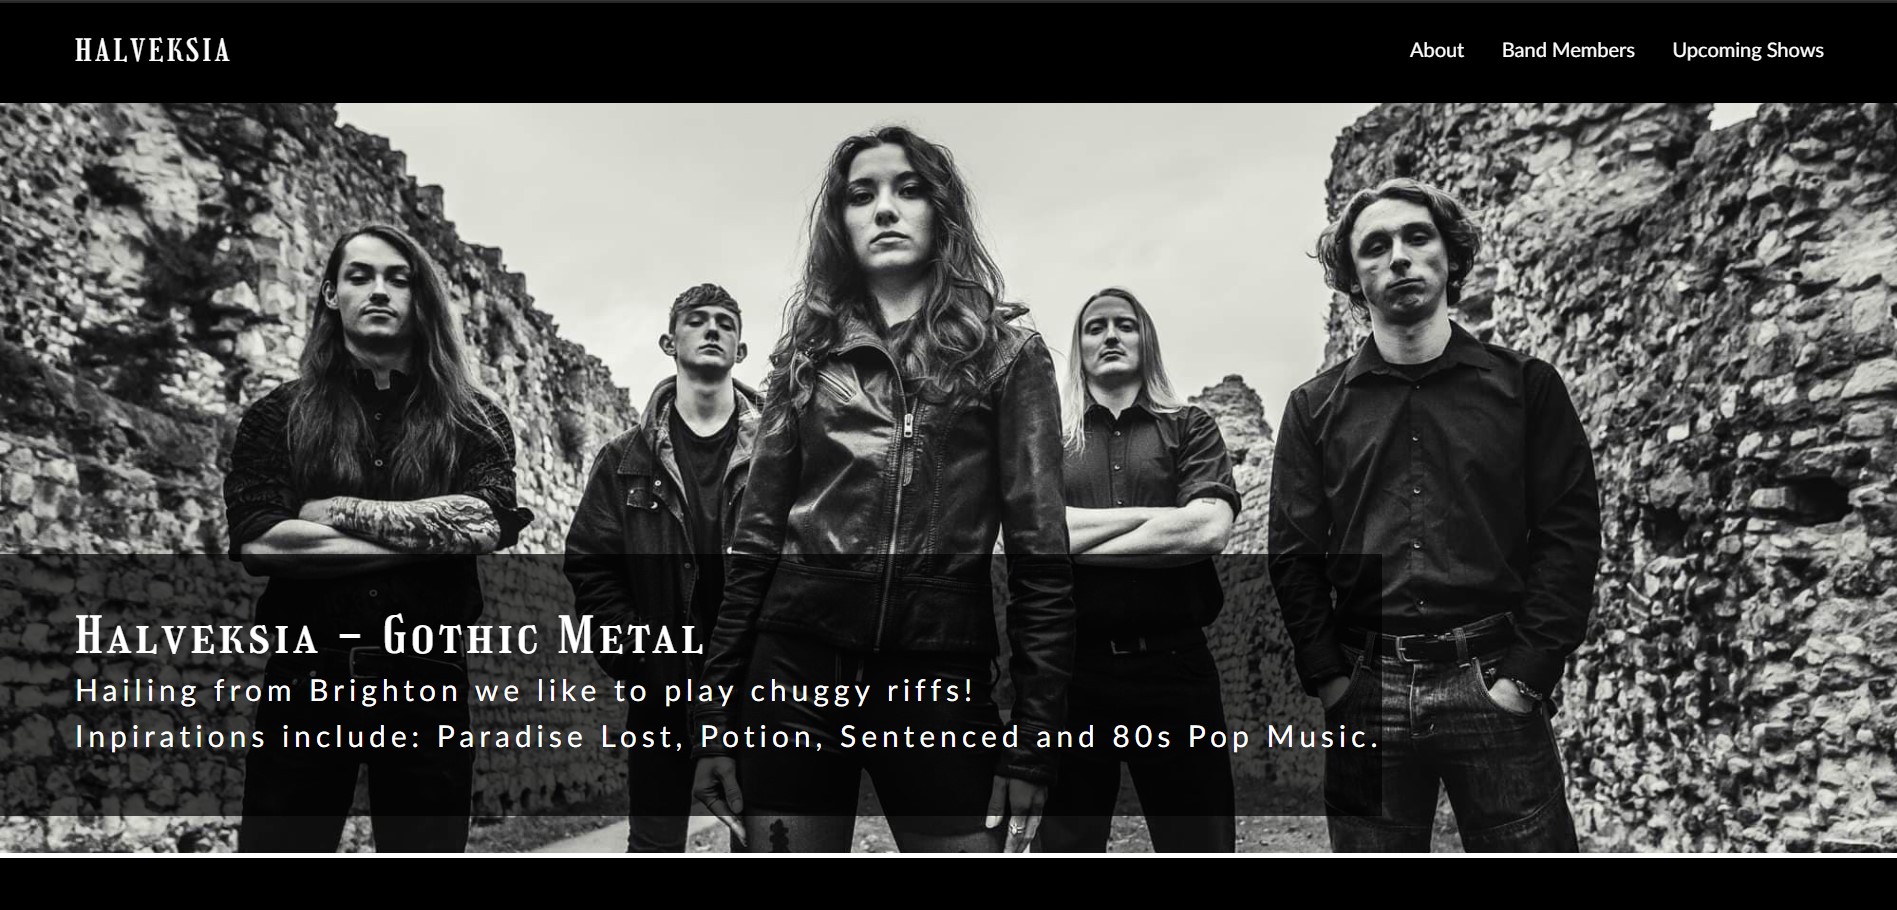 HALVEKSIA
About Band Members Upcoming Shows
Halveksia – Gothic Metal
Hailing from Brighton we like to play chuggy riffs!
Inpirations include: Paradise Lost, Potion, Sentenced and 80s Pop Music.